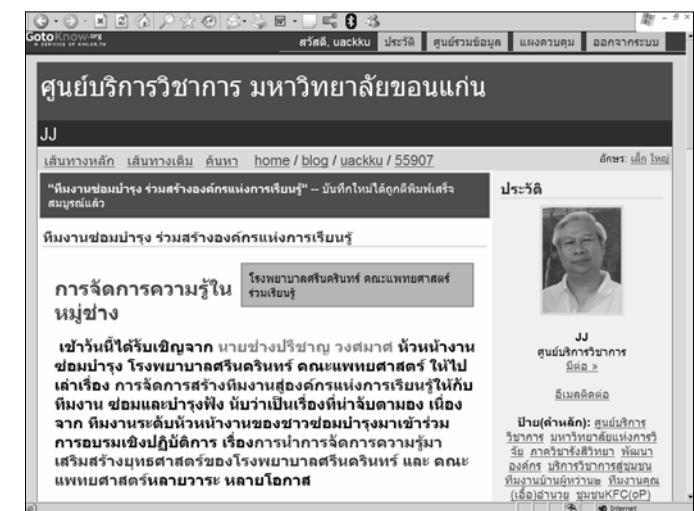 GotoKnow.org
A SERVICE OF KMI.OR.TH
สวัสดี, uackku ประวัติ ศูนย์รวมข้อมูล แผงควบคุม ออกจากระบบ
ศูนย์บริการวิชาการ มหาวิทยาลัยขอนแก่น
JJ
เส้นทางหลัก เส้นทางเดิม ค้นหา home / blog / uackku / 55907
อักษร: เล็ก ใหญ่
"ทีมงานซ่อมบำรุง ร่วมสร้างองค์กรแห่งการเรียนรู้" -- บันทึกใหม่ได้ถูกตีพิมพ์เสร็จ
สมบูรณ์แล้ว
ทีมงานซ่อมบำรุง ร่วมสร้างองค์กรแห่งการเรียนรู้
การจัดการความรู้ใน
หมู่ช่าง
โรงพยาบาลศรีนครินทร์ คณะแพทยศาสตร์
ร่วมเรียนรู้
เช้าวันนี้ได้รับเชิญจาก นายช่างปรีชาญ วงศมาศ หัวหน้างาน
ซ่อมบำรุง โรงพยาบาลศรีนครินทร์ คณะแพทยศาสตร์ ให้ไป
เล่าเรื่อง การจัดการสร้างทีมงานสู่องค์กรแห่งการเรียนรู้ให้กับ
ทีมงาน ซ่อมและบำรุงฟัง นับว่าเป็นเรื่องที่น่าจับตามอง เนื่อง
จาก ทีมงานระดับหัวหน้างานของชาวซ่อมบำรุงมาเข้าร่วม
การอบรมเชิงปฏิบัติการ เรื่องการนำการจัดการความรู้มา
เสริมสร้างยุทธศาสตร์ของโรงพยาบาลศรีนครินทร์ และ คณะ
แพทยศาสตร์หลายวาระ หลายโอกาส
ประวัติ
JJ
ศูนย์บริการวิชาการ
มีต่อ »
อีเมลติดต่อ
ป้าย(คำหลัก): ศูนย์บริการ
วิชาการ มหาวิทยาลัยแห่งการวิ
จัย ภาควิชารังสีวิทยา พัฒนา
องค์กร บริการวิชาการสู่ชุมชน
ทีมงานบ้านผู้หว่าน๒ ทีมงานคุณ
(เอื้อ)อำนวย ชุมชนKFC(oP)
Internet